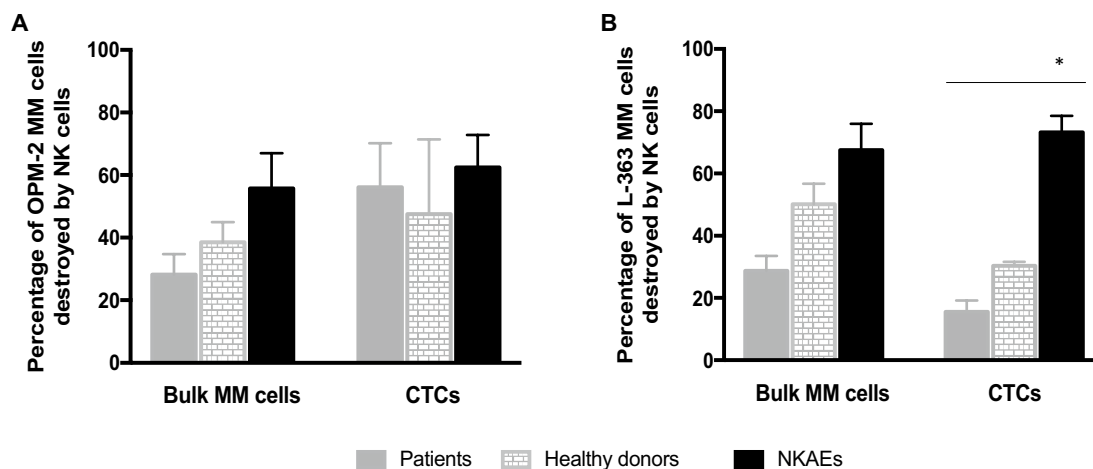 A
Percentage of OPM-2 MM cells
destroyed by NK cells
100
80
60
40
20
0
Bulk MM cells
CTCs
B
Percentage of L-363 MM cells
destroyed by NK cells
100
80
60
40
20
0
*
Bulk MM cells
CTCs
Patients
Healthy donors
NKAEs